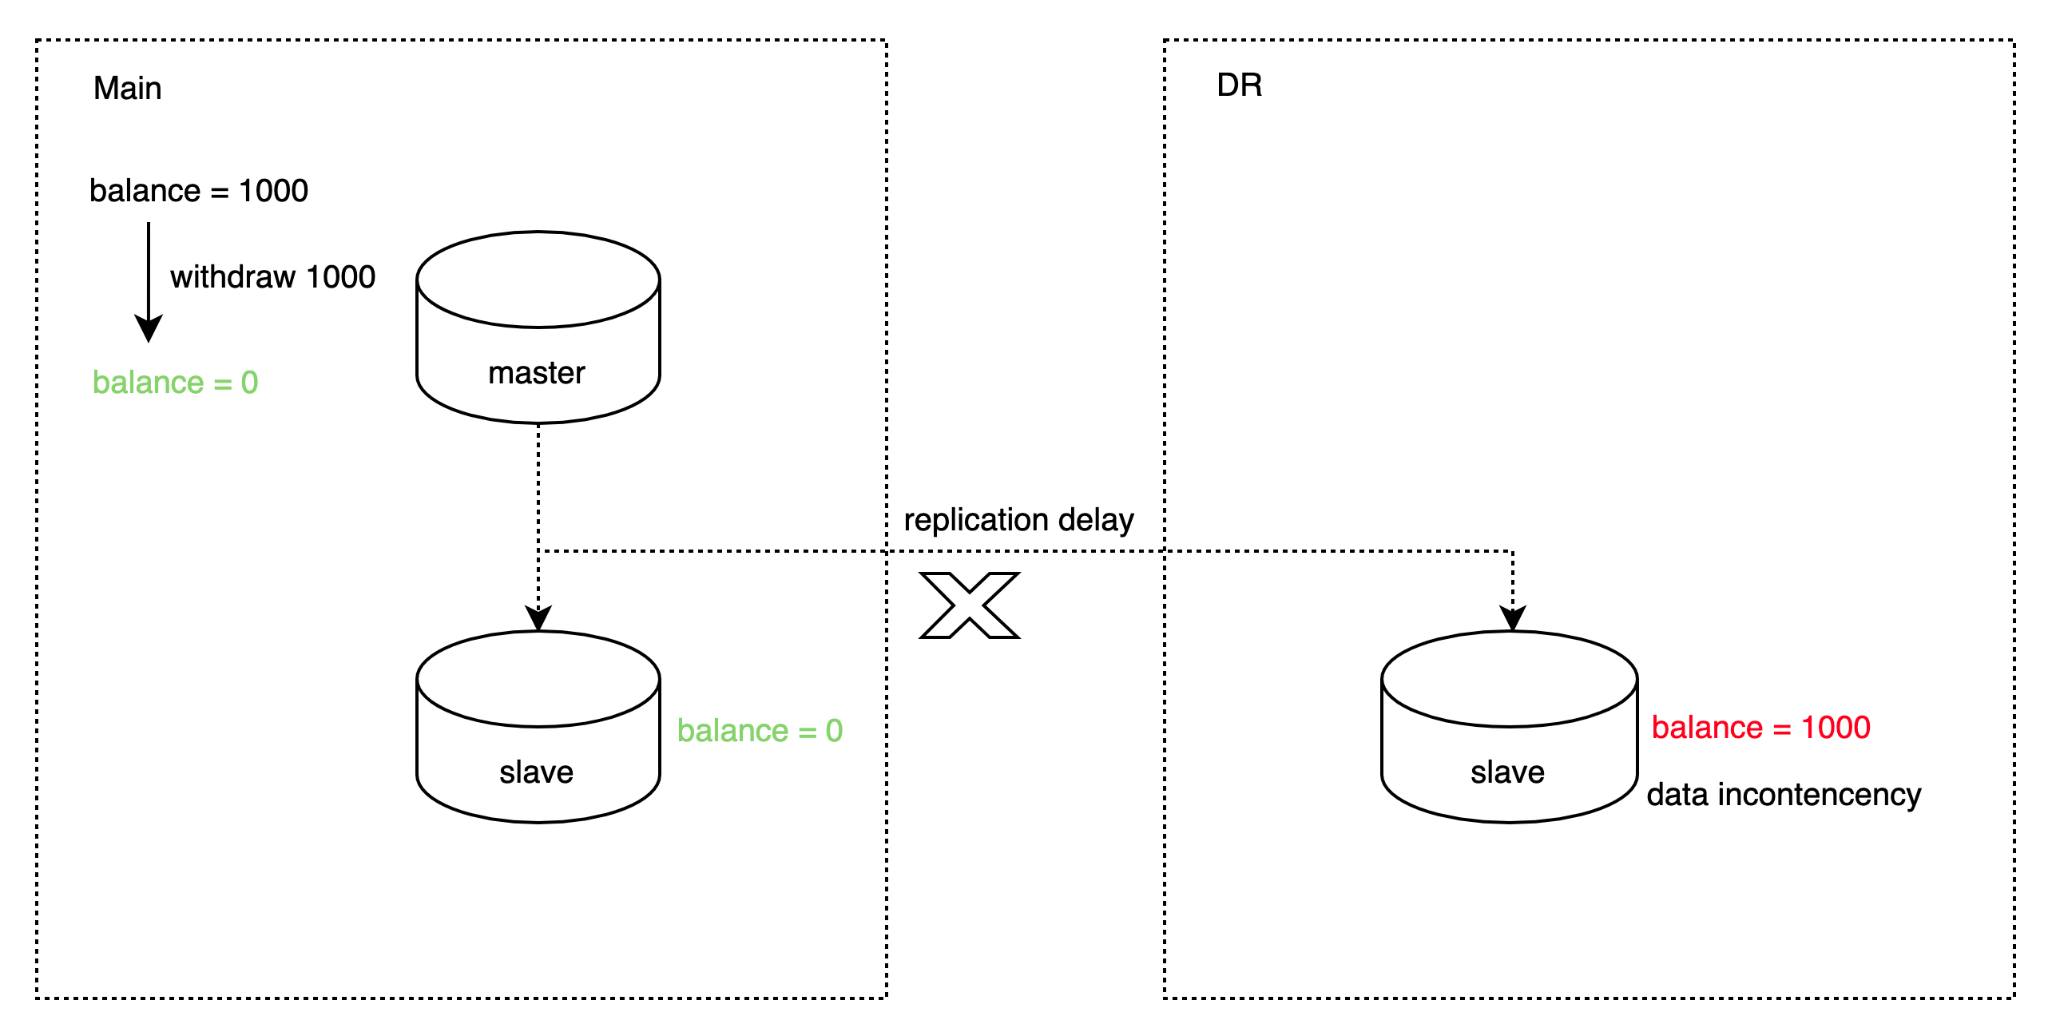 Main
DR
balance = 1000
withdraw 1000
master
balance = 0
replication delay
balance = 0
slave
balance = 1000
slave
data incontencency